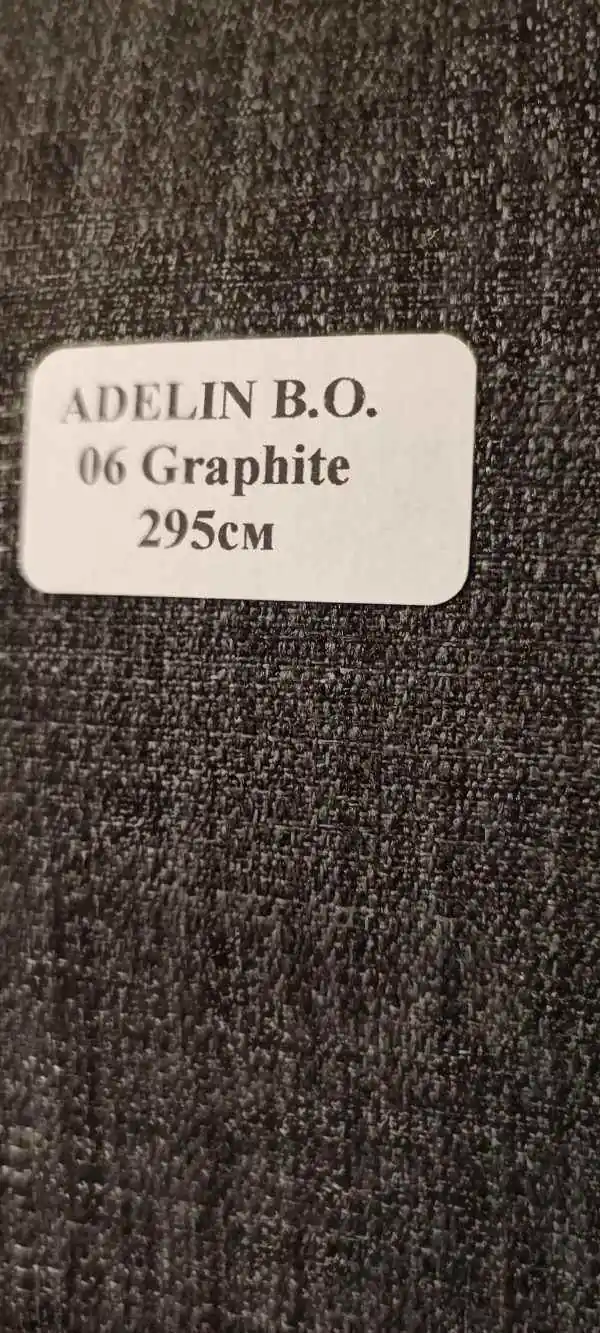 ADELIN B.O.
06 Graphite
295см